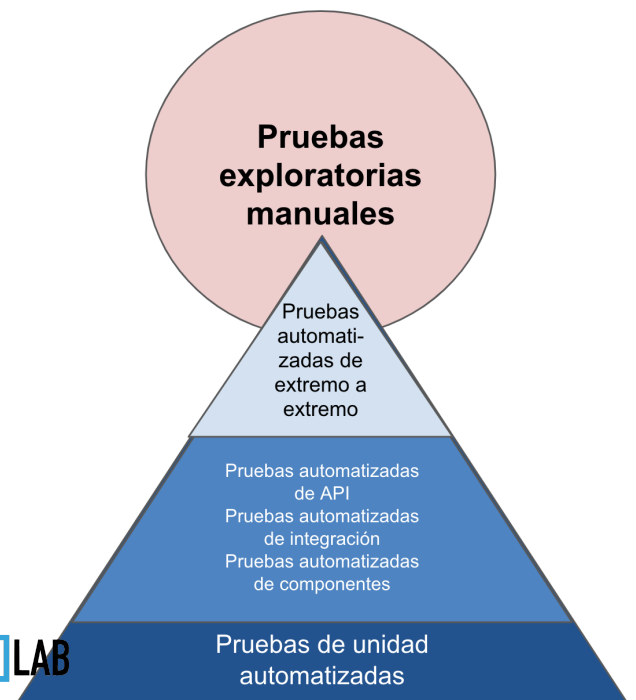 Pruebas
exploratorias
manuales
Pruebas
automati-
zadas de
extremo a
extremo
Pruebas automatizadas
de API
Pruebas automatizadas
de integración
Pruebas automatizadas
de componentes
Pruebas de unidad
automatizadas
LAB